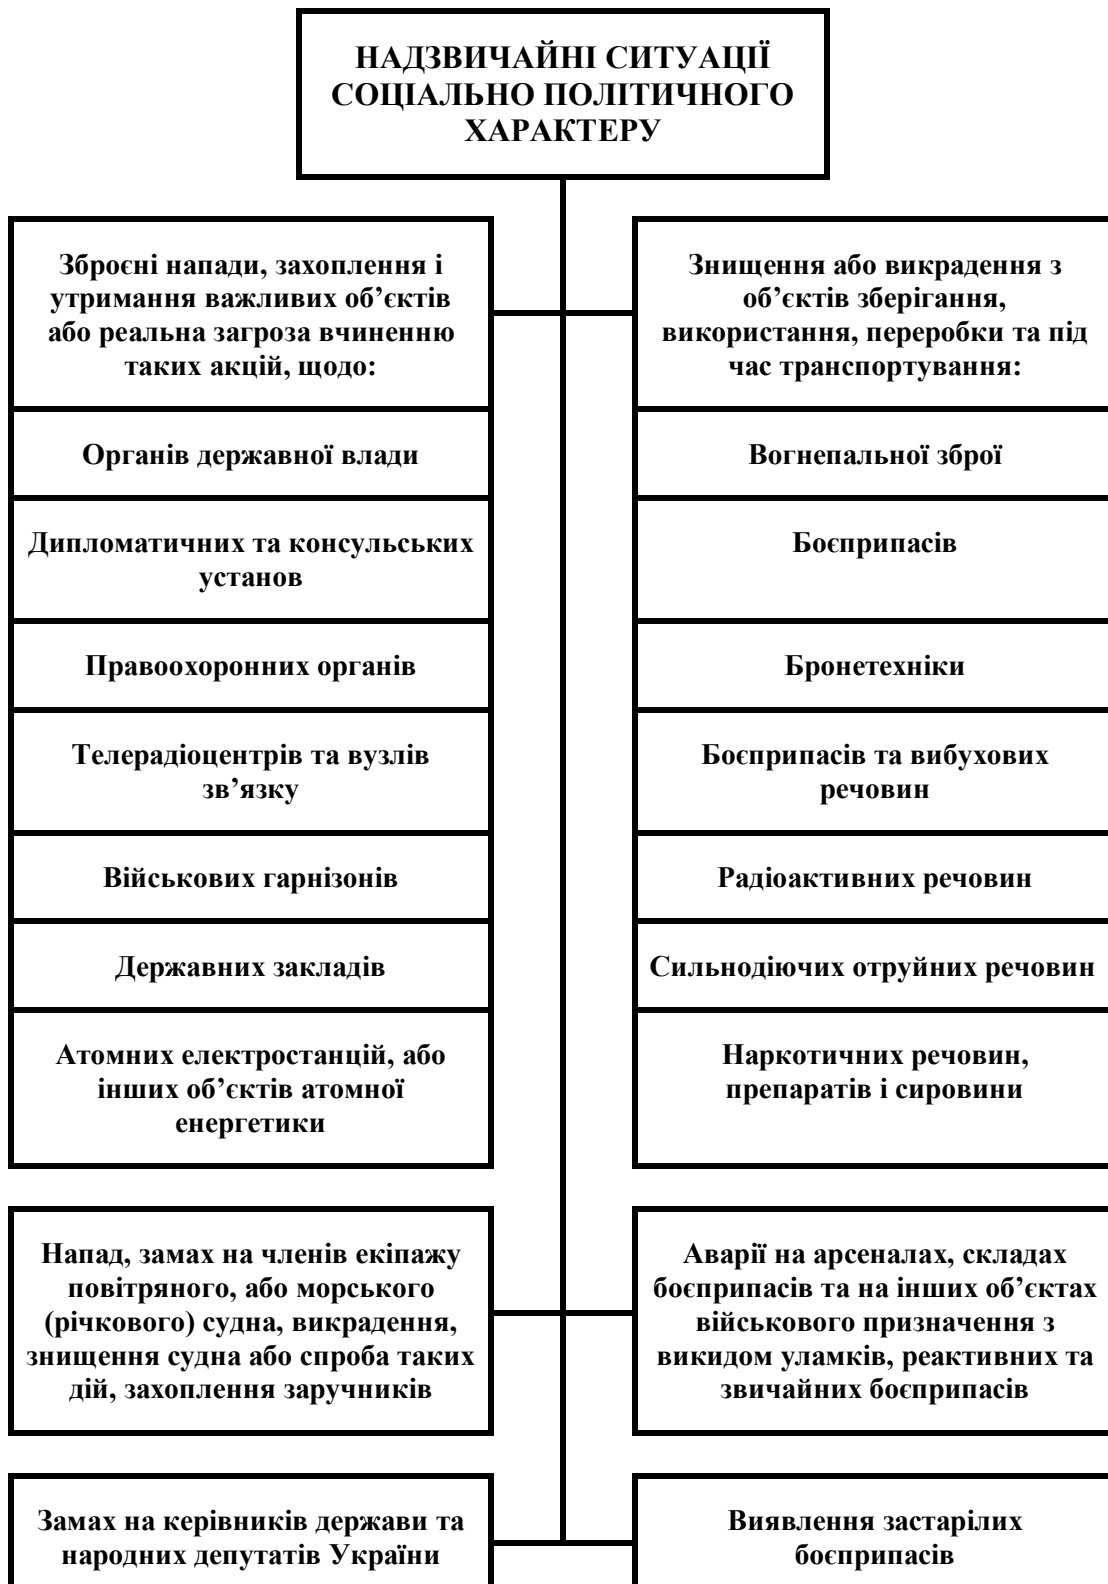 НАДЗВИЧАЙНІ СИТУАЦІЇ
СОЦІАЛЬНО ПОЛІТИЧНОГО
ХАРАКТЕРУ
Зброєні напади, захоплення і
утримання важливих об’єктів
або реальна загроза вчиненню
таких акцій, щодо:
Органів державної влади
Дипломатичних та консульських
установ
Правоохоронних органів
Телерадіоцентрів та вузлів
зв’язку
Військових гарнізонів
Державних закладів
Атомних електростанцій, або
інших об’єктів атомної
енергетики
Знищення або викрадення з
об’єктів зберігання,
використання, переробки та під
час транспортування:
Вогнепальної зброї
Боєприпасів
Бронетехніки
Боєприпасів та вибухових
речовин
Радіоактивних речовин
Сильнодіючих отруйних речовин
Наркотичних речовин,
препаратів і сировини
Напад, замах на членів екіпажу
повітряного, або морського
(річкового) судна, викрадення,
знищення судна або спроба таких
дій, захоплення заручників
Аварії на арсеналах, складах
боєприпасів та на інших об’єктах
військового призначення з
викидом уламків, реактивних та
звичайних боєприпасів
Замах на керівників держави та
народних депутатів України
Виявлення застарілих
боєприпасів